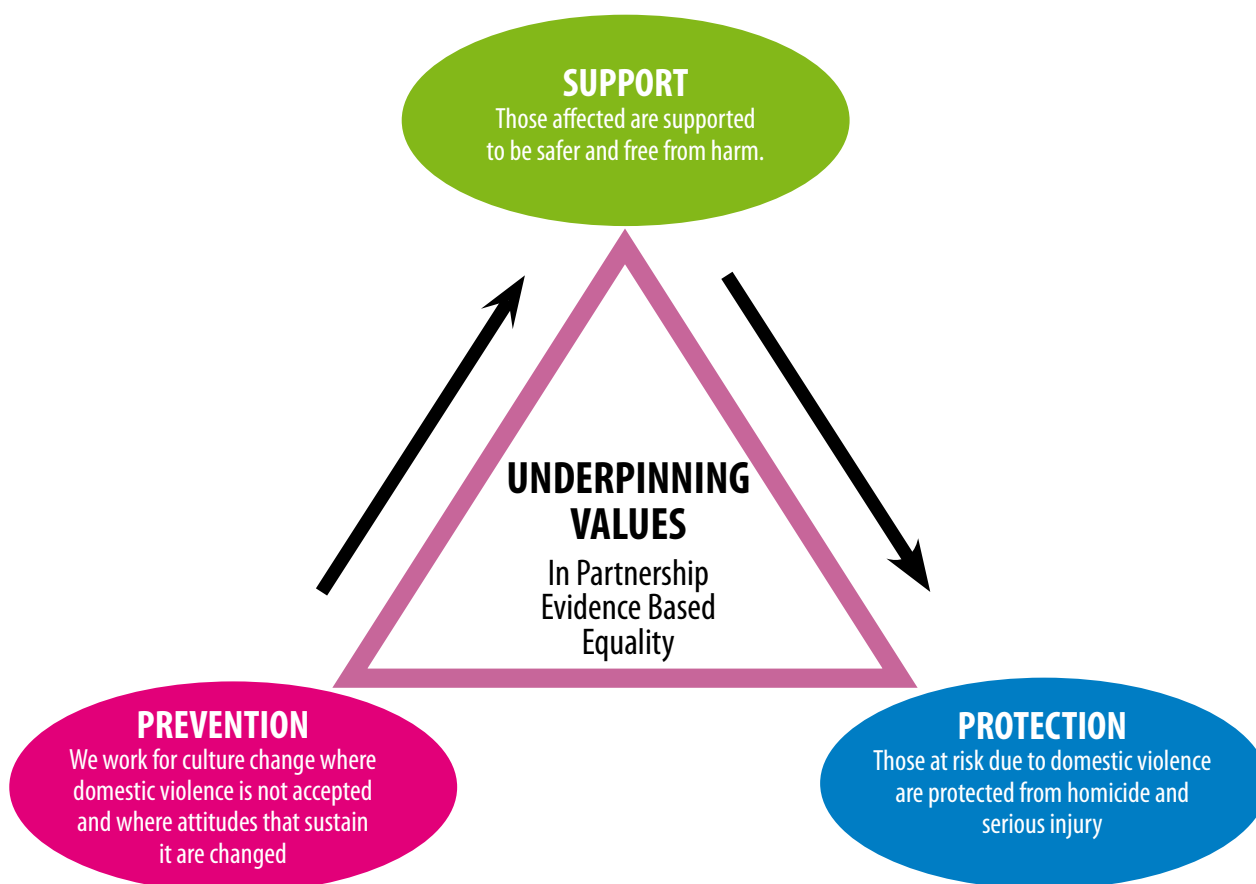 SUPPORT
Those affected are supported
to be safer and free from harm.
UNDERPINNING
VALUES
In Partnership
Evidence Based
Equality
PREVENTION
We work for culture change where
domestic violence is not accepted
and where attitudes that sustain
it are changed
PROTECTION
Those at risk due to domestic violence
are protected from homicide and
serious injury